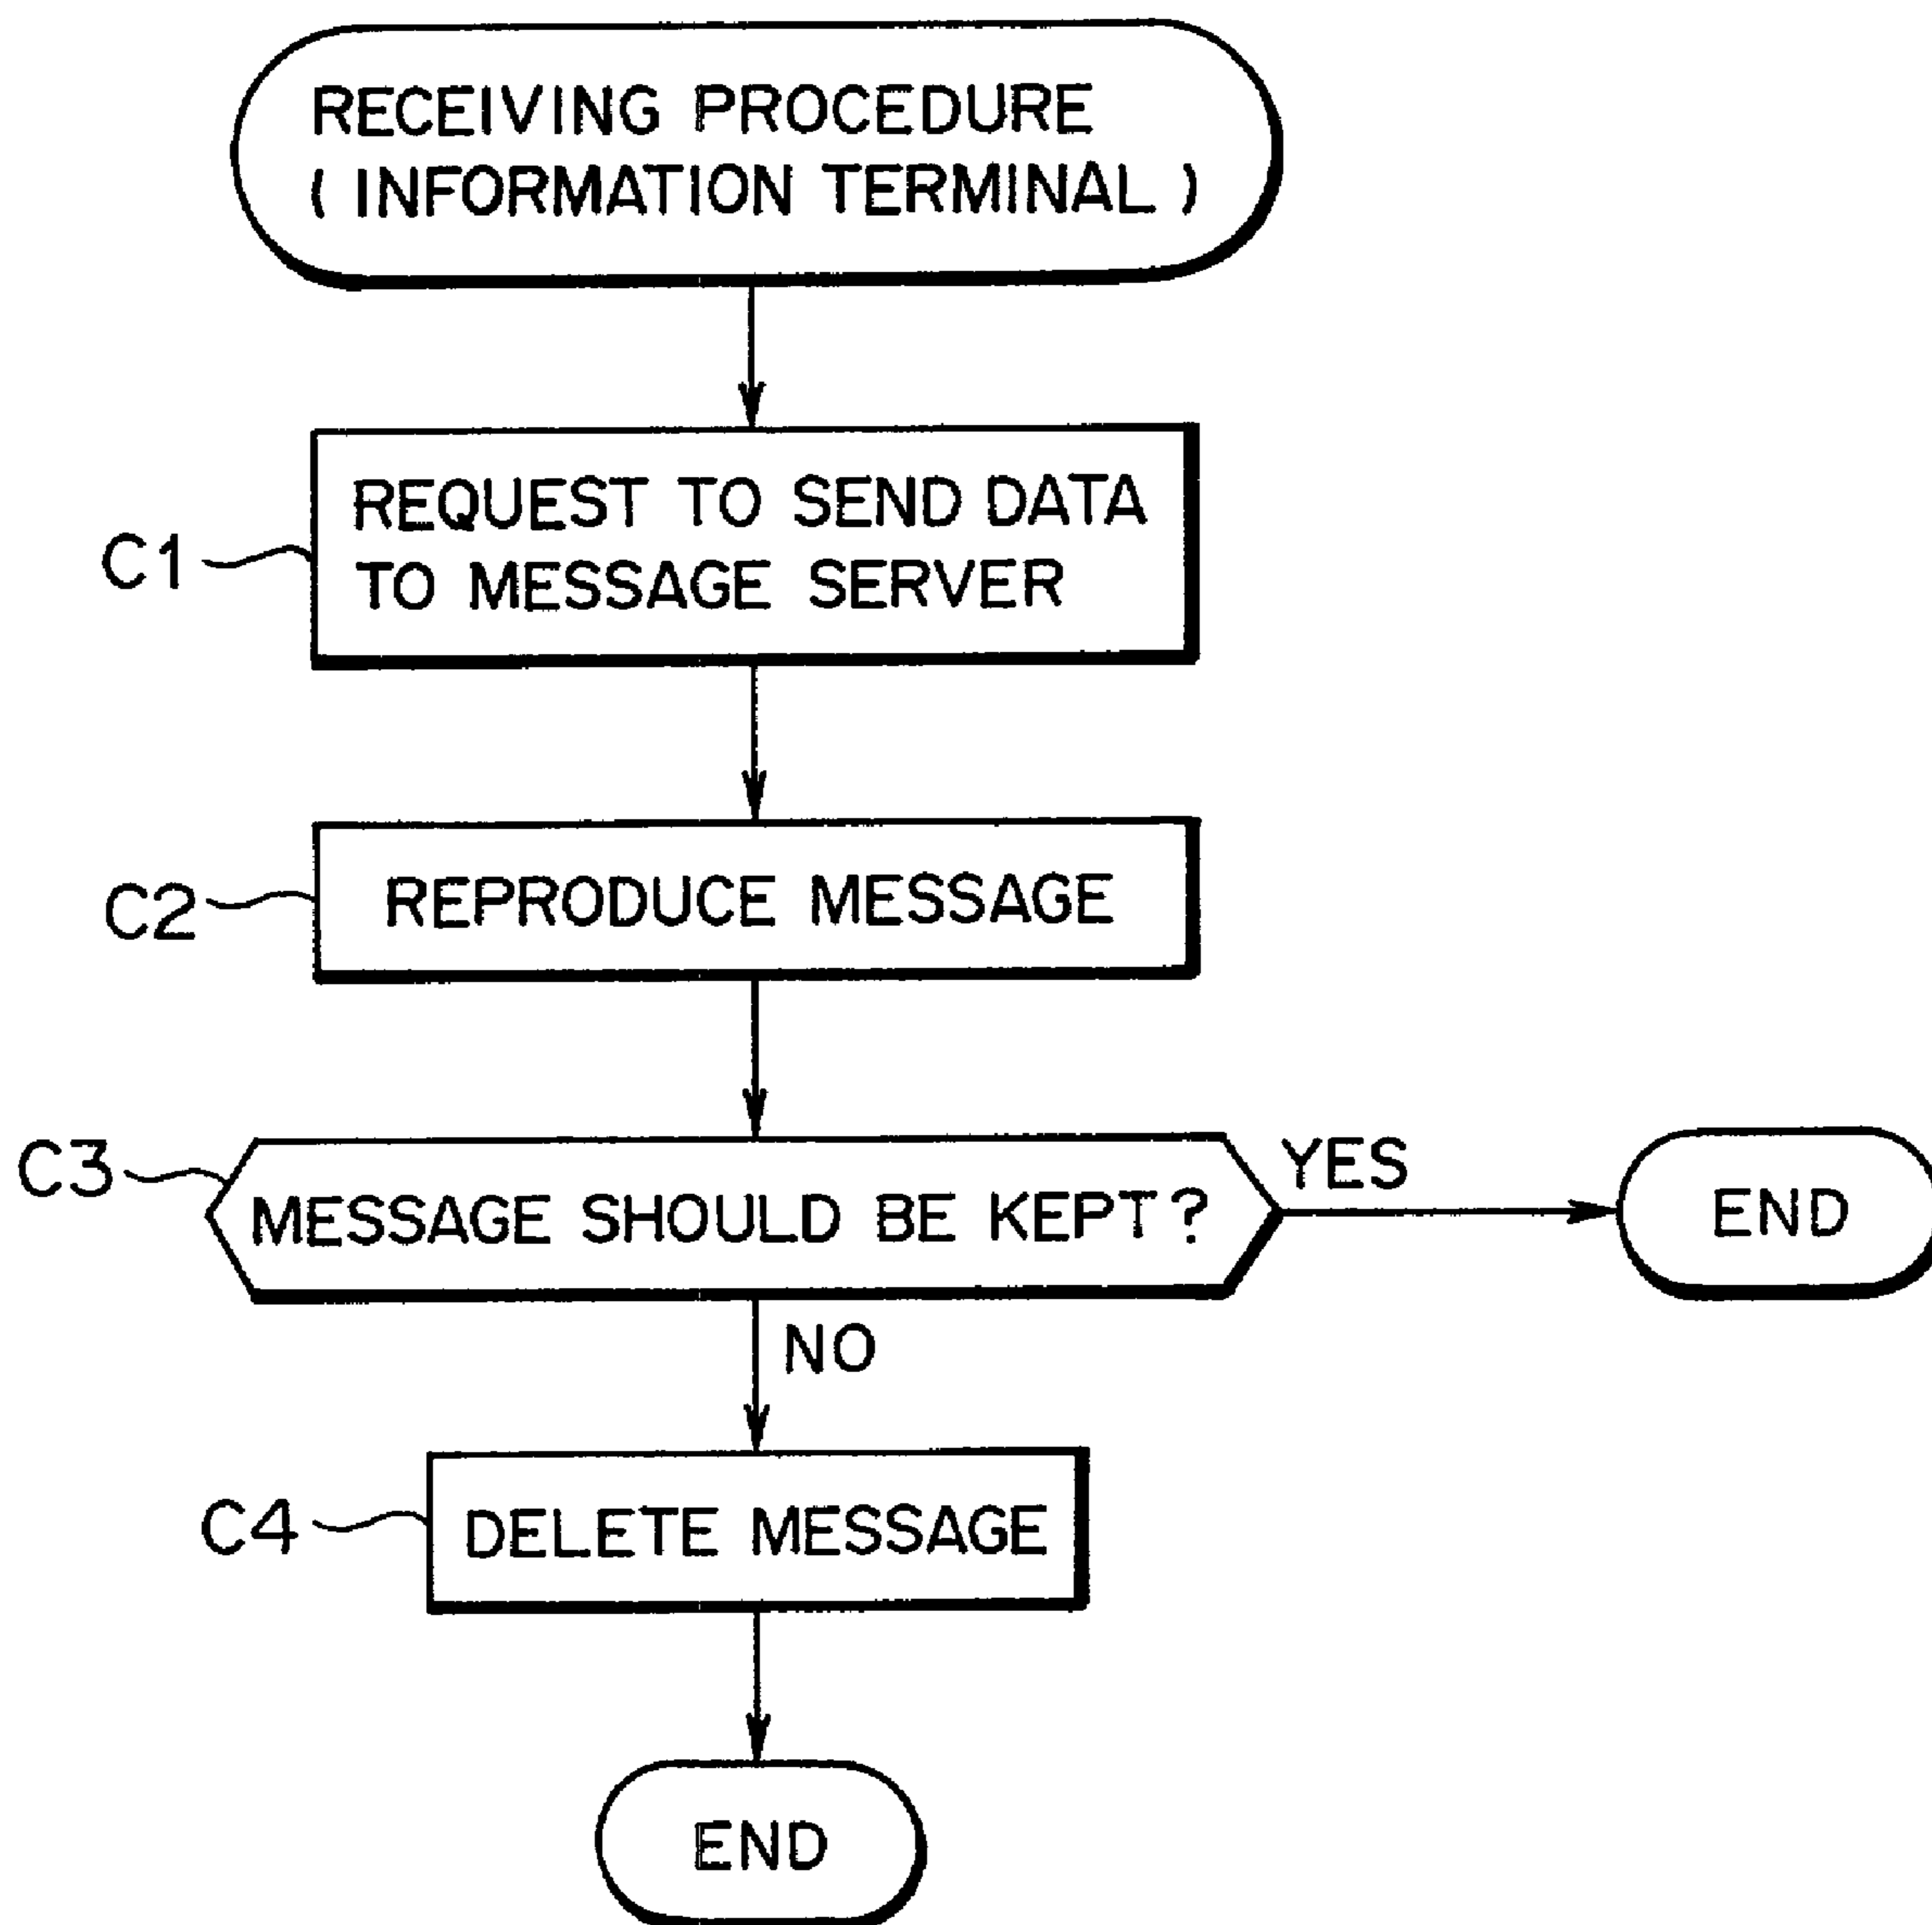 RECEIVING PROCEDURE
( INFORMATION TERMINAL )
C1
REQUEST TO SEND DATA
TO MESSAGE SERVER
C2
REPRODUCE MESSAGE
C3
MESSAGE SHOULD BE KEPT?
YES
END
NO
C4
DELETE MESSAGE
END